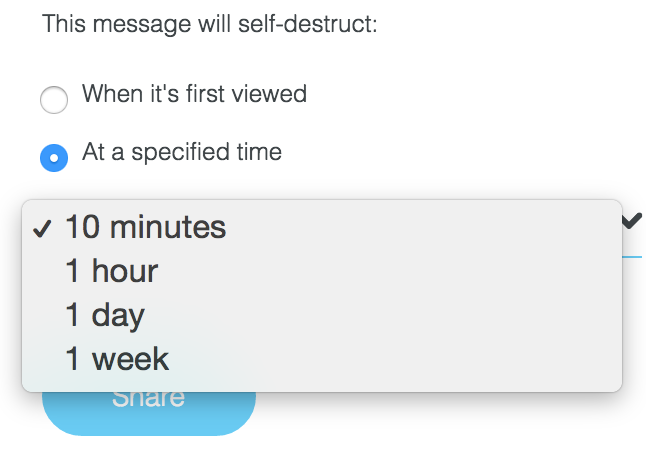 This message will self-destruct:
When it's first viewed
At a specified time
10 minutes
1 hour
1 day
1 week
Share